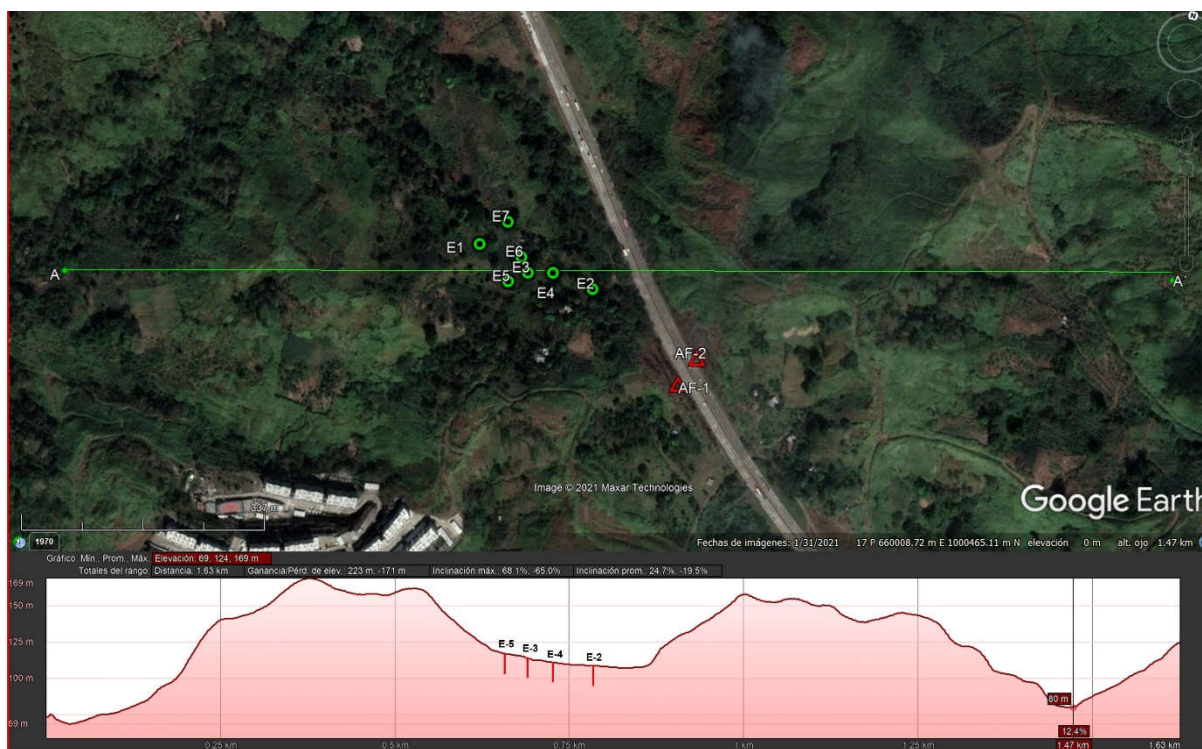 E7
E1
E6
A
E3
E5
E4
E2
A
AF-2
AF-1
Image © 2021 Maxar Technologies
Google Earth
337 m
1970
Fechas de imágenes: 1/31/2021 17 P 660008.72 m E 1000465.11 m N elevación 0 m alt. ojo 1.47 km
Gráfico: Mín., Prom., Máx. Elevación: 69, 124, 169 m
Totales del rango: Distancia: 1.63 km Ganancia/Pérd. de elev.: 223 m, -171 m Inclinación máx.: 68.1%, -65.0% Inclinación prom.: 24.7%, -19.5%
169 m
150 m
125 m
100 m
69 m
E-5 E-3 E-4 E-2
80 m
12.4%
0.25 km 0.5 km 0.75 km 1 km 1.25 km 1.47 km 1.63 km